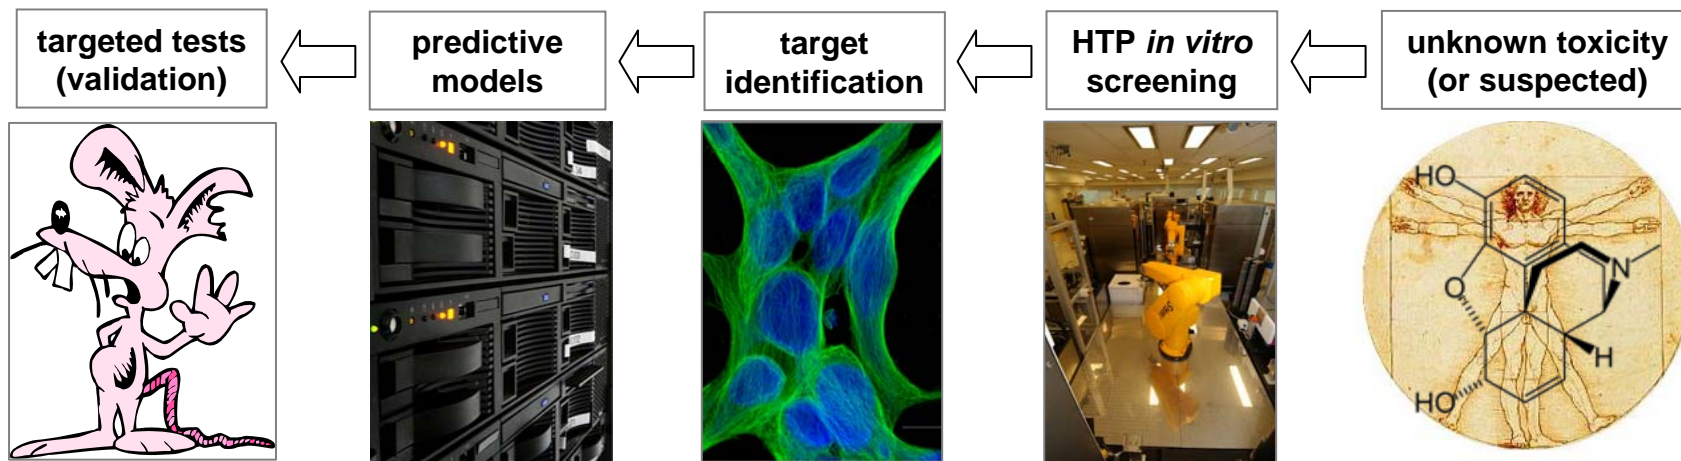 targeted tests
(validation)
predictive
models
target
identification
HTP in vitro
screening
unknown toxicity
(or suspected)
HO
O
N
H
HO